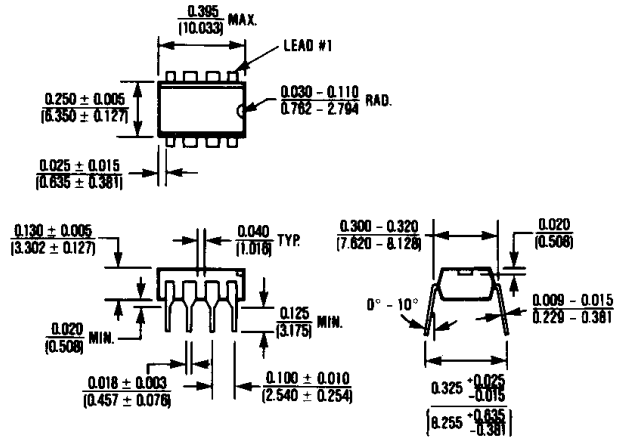 0.395
(10.033)
MAX.
LEAD #1
0.250 ± 0.005
(6.350 ± 0.127)
0.030 – 0.110
0.762 – 2.794
RAD.
0.025 ± 0.015
(0.635 ± 0.381)
0.130 ± 0.005
(3.302 ± 0.127)
0.040
(1.016)
TYP.
0.300 – 0.320
(7.620 – 8.128)
0.020
(0.508)
0.125
(3.175)
MIN.
0° – 10°
0.009 – 0.015
0.229 – 0.381
0.020
(0.508)
MIN.
0.018 ± 0.003
(0.457 ± 0.076)
0.100 ± 0.010
(2.540 ± 0.254)
0.325 +0.025 –0.015
(8.255 +0.635 –0.381)